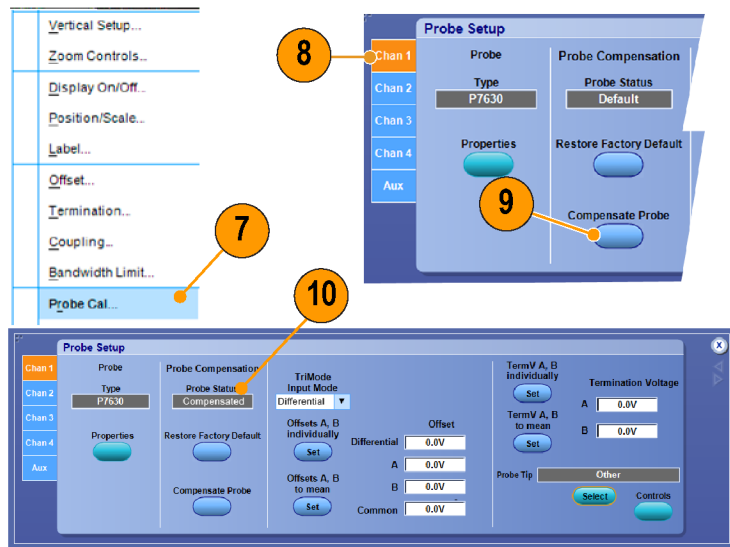 Vertical Setup...
Zoom Controls..
Display On/Off...
Position/Scale...
Label...
Offset...
Termination...
Coupling...
Bandwidth Limit...
Probe Cal...
7
8
Probe Setup
Chan 1
Chan 2
Chan 3
Chan 4
Aux
Probe
Type
P7630
Properties
Probe Compensation
Probe Status
Default
Restore Factory Default
Compensate Probe
9
10
Probe Setup
Chan 1
Chan 2
Chan 3
Chan 4
Aux
Probe
Type
P7630
Properties
Probe Compensation
Probe Status
Compensated
Restore Factory Default
Compensate Probe
TriMode
Input Mode
Differential
Offsets A, B
individually
Set
Offsets A, B
to mean
Set
Offset
Differential 0.0V
A 0.0V
B 0.0V
Common 0.0V
TermV A, B
individually
Set
TermV A, B
to mean
Set
Termination Voltage
A 0.0V
B 0.0V
Probe Tip Other
Select
Controls
X